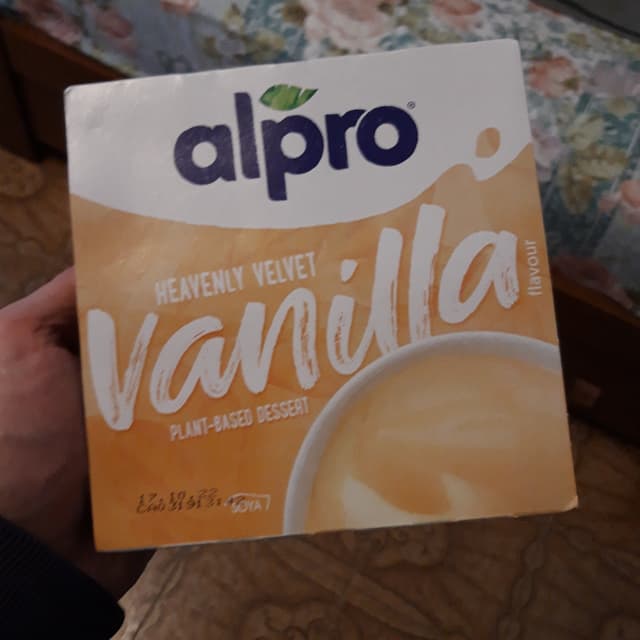 alpro®
HEAVENLY VELVET
vanilla
flavour
PLANT-BASED DESSERT
SOYA